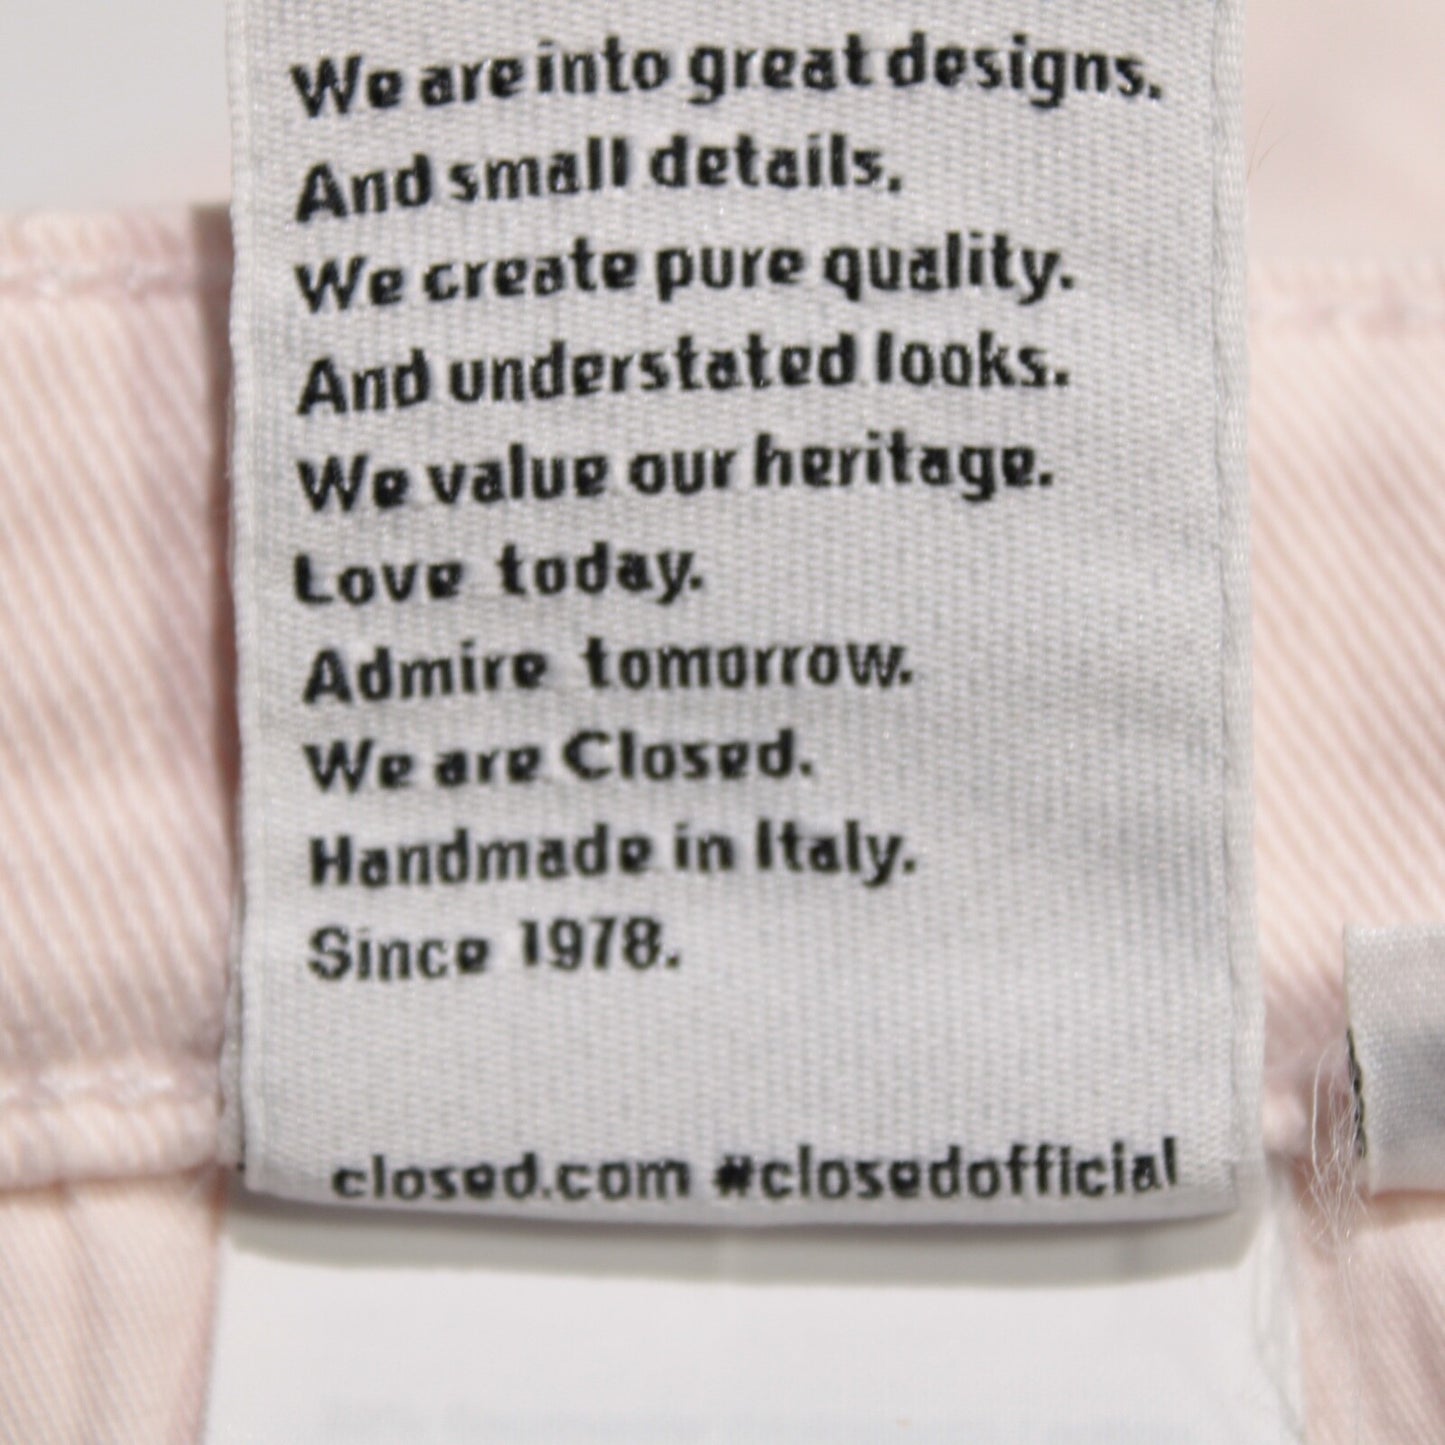 We are into great designs.
And small details.
We create pure quality.
And understated looks.
We value our heritage.
Love today.
Admire tomorrow.
We are Closed.
Handmade in Italy.
Since 1978.
closed.com #closedofficial